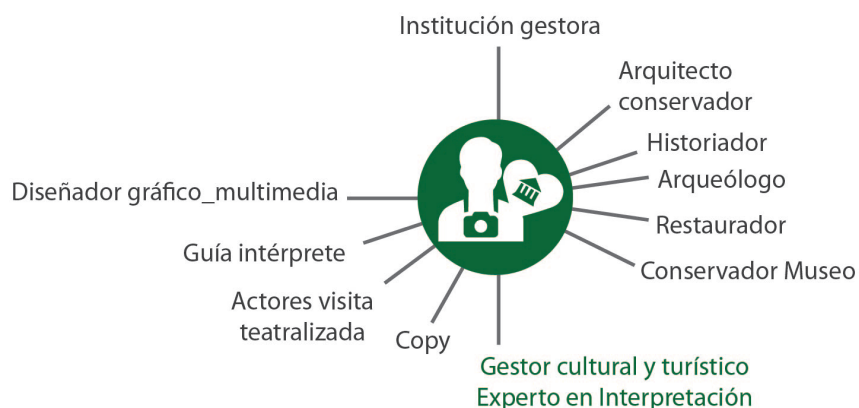 Institución gestora
Arquitecto
conservador
Historiador
Arqueólogo
Restaurador
Conservador Museo
Diseñador gráfico_multimedia
Guía intérprete
Actores visita
teatralizada
Copy
Gestor cultural y turístico
Experto en Interpretación